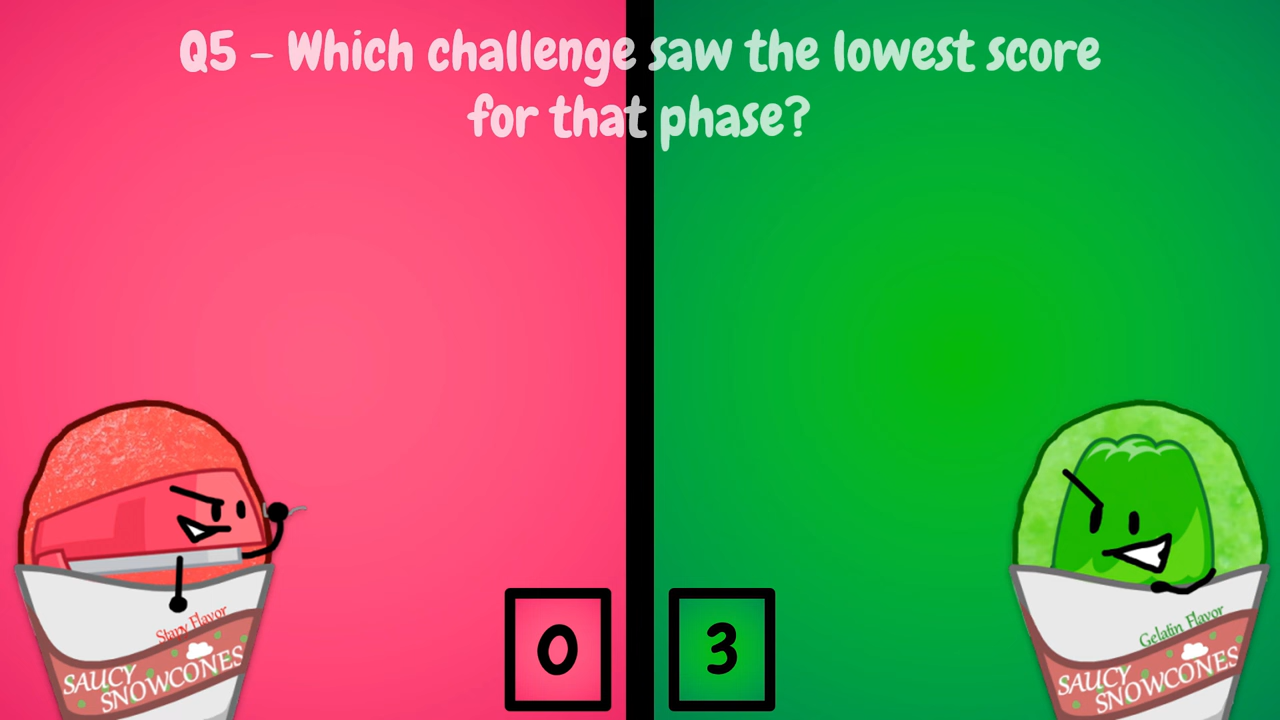 Q5 - Which challenge saw the lowest score
for that phase?
Stapy Flavor
SAUCY
SNOWCONES
0
3
Gelatin Flavor
SAUCY
SNOWCONES